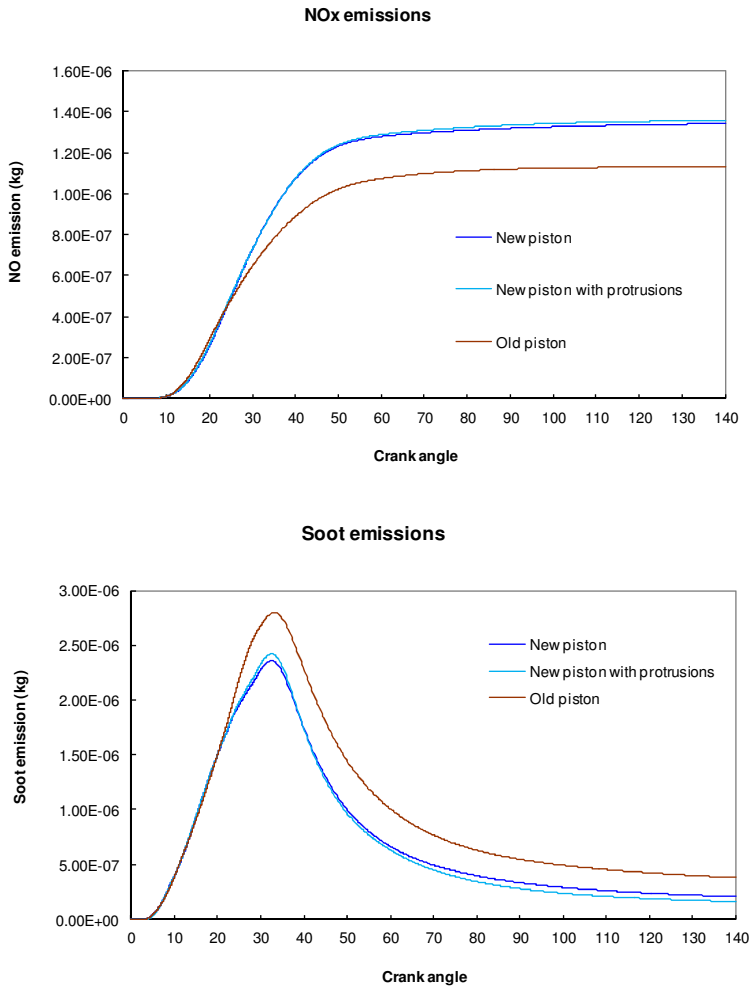 NOx emissions
1.60E-06
1.40E-06
1.20E-06
1.00E-06
8.00E-07
6.00E-07
4.00E-07
2.00E-07
0.00E+00
NO emission (kg)
New piston
New piston with protrusions
Old piston
0 10 20 30 40 50 60 70 80 90 100 110 120 130 140
Crank angle
Soot emissions
3.00E-06
2.50E-06
2.00E-06
1.50E-06
1.00E-06
5.00E-07
0.00E+00
Soot emission (kg)
New piston
New piston with protrusions
Old piston
0 10 20 30 40 50 60 70 80 90 100 110 120 130 140
Crank angle